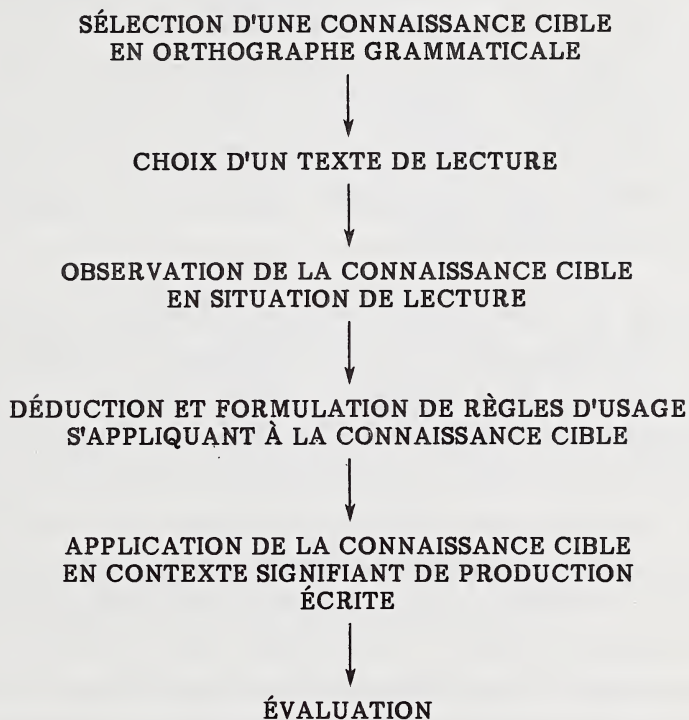 SÉLECTION D'UNE CONNAISSANCE CIBLE
EN ORTHOGRAPHE GRAMMATICALE
CHOIX D'UN TEXTE DE LECTURE
OBSERVATION DE LA CONNAISSANCE CIBLE
EN SITUATION DE LECTURE
DÉDUCTION ET FORMULATION DE RÈGLES D'USAGE
S'APPLIQUANT À LA CONNAISSANCE CIBLE
APPLICATION DE LA CONNAISSANCE CIBLE
EN CONTEXTE SIGNIFIANT DE PRODUCTION
ÉCRITE
ÉVALUATION